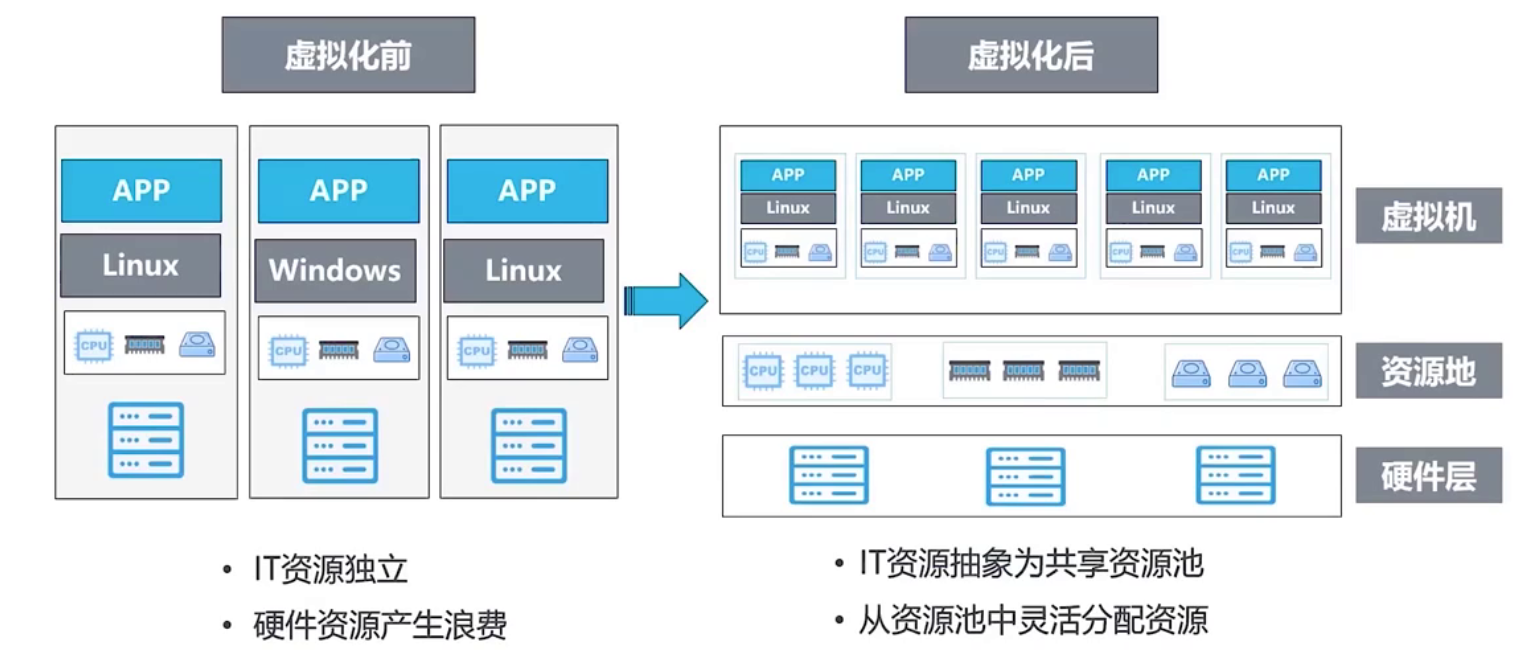 虚拟化前
虚拟化后
APP
APP
APP
Linux
Windows
Linux
CPU
CPU
CPU
APP
APP
APP
APP
APP
Linux
Linux
Linux
Linux
Linux
CPU
CPU
CPU
CPU
CPU
虚拟机
CPU
CPU
CPU
资源地
硬件层
• IT资源独立
• 硬件资源产生浪费
• IT资源抽象为共享资源池
• 从资源池中灵活分配资源